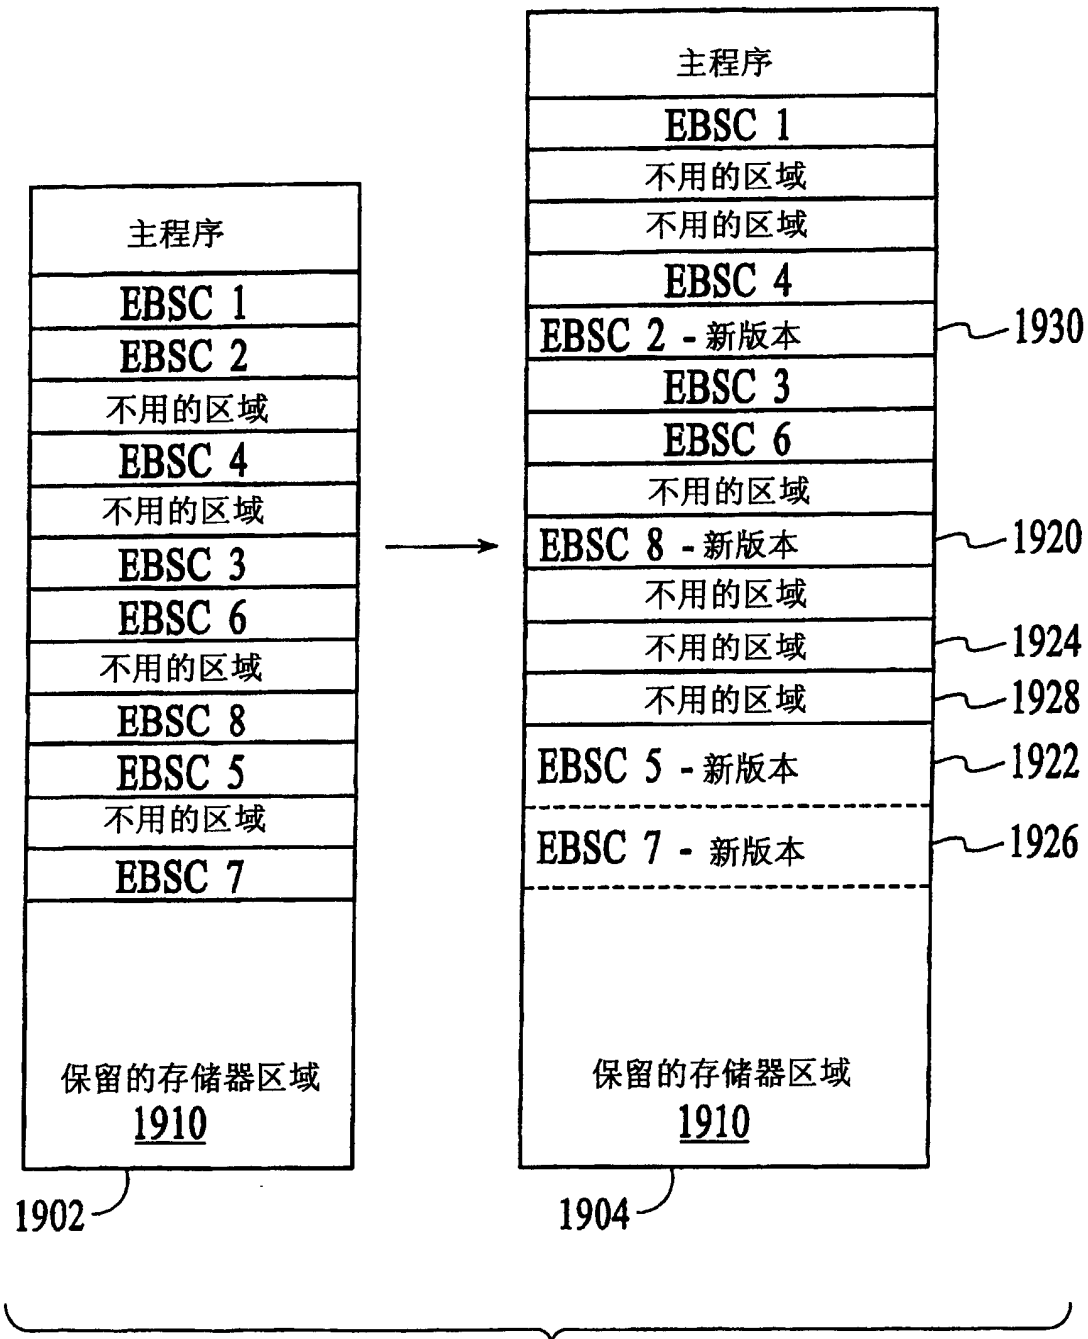 主程序
EBSC 1
EBSC 2
不用的区域
EBSC 4
不用的区域
EBSC 3
EBSC 6
不用的区域
EBSC 8
EBSC 5
不用的区域
EBSC 7
保留的存储器区域
1910
1902
主程序
EBSC 1
不用的区域
不用的区域
EBSC 4
EBSC 2 - 新版本
1930
EBSC 3
EBSC 6
不用的区域
EBSC 8 - 新版本
1920
不用的区域
不用的区域
1924
不用的区域
1928
EBSC 5 - 新版本
1922
EBSC 7 - 新版本
1926
保留的存储器区域
1910
1904